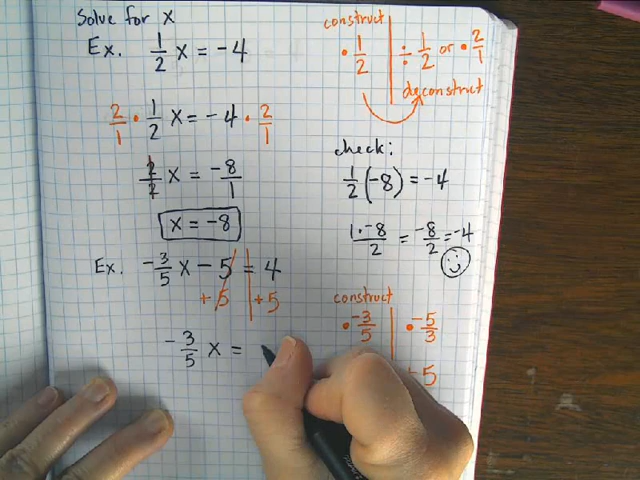 Solve for x
Ex. 1/2 x = -4
2/1 · 1/2 x = -4 · 2/1
2/2 x = -8/1
x = -8
Ex. -3/5 x - 5 = 4
+5 +5
-3/5 x =
construct
· 1/2 ÷ 1/2 or · 2/1
deconstruct
check:
1/2 (-8) = -4
1·-8/2 = -8/2 = -4
construct
· -3/5 · -5/3
5